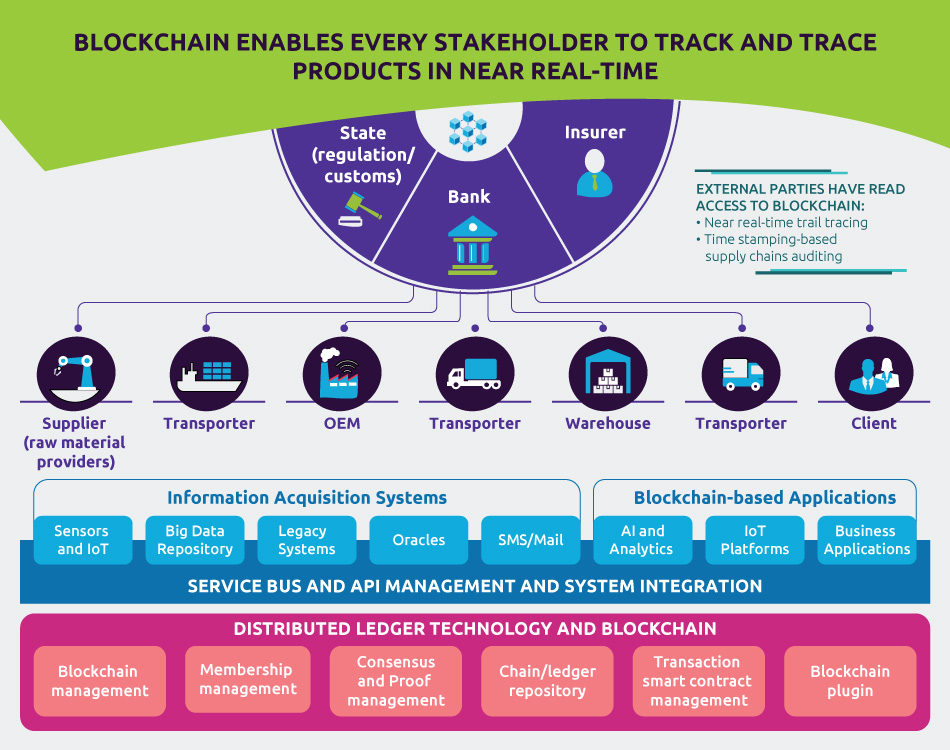 BLOCKCHAIN ENABLES EVERY STAKEHOLDER TO TRACK AND TRACE
PRODUCTS IN NEAR REAL-TIME
State
(regulation/
customs)
Bank
Insurer
EXTERNAL PARTIES HAVE READ
ACCESS TO BLOCKCHAIN:
• Near real-time trail tracing
• Time stamping-based
supply chains auditing
Supplier
(raw material
providers)
Transporter
OEM
Transporter
Warehouse
Transporter
Client
Information Acquisition Systems
Blockchain-based Applications
Sensors
and IoT
Big Data
Repository
Legacy
Systems
Oracles
SMS/Mail
AI and
Analytics
IoT
Platforms
Business
Applications
SERVICE BUS AND API MANAGEMENT AND SYSTEM INTEGRATION
DISTRIBUTED LEDGER TECHNOLOGY AND BLOCKCHAIN
Blockchain
management
Membership
management
Consensus
and Proof
management
Chain/ledger
repository
Transaction
smart contract
management
Blockchain
plugin